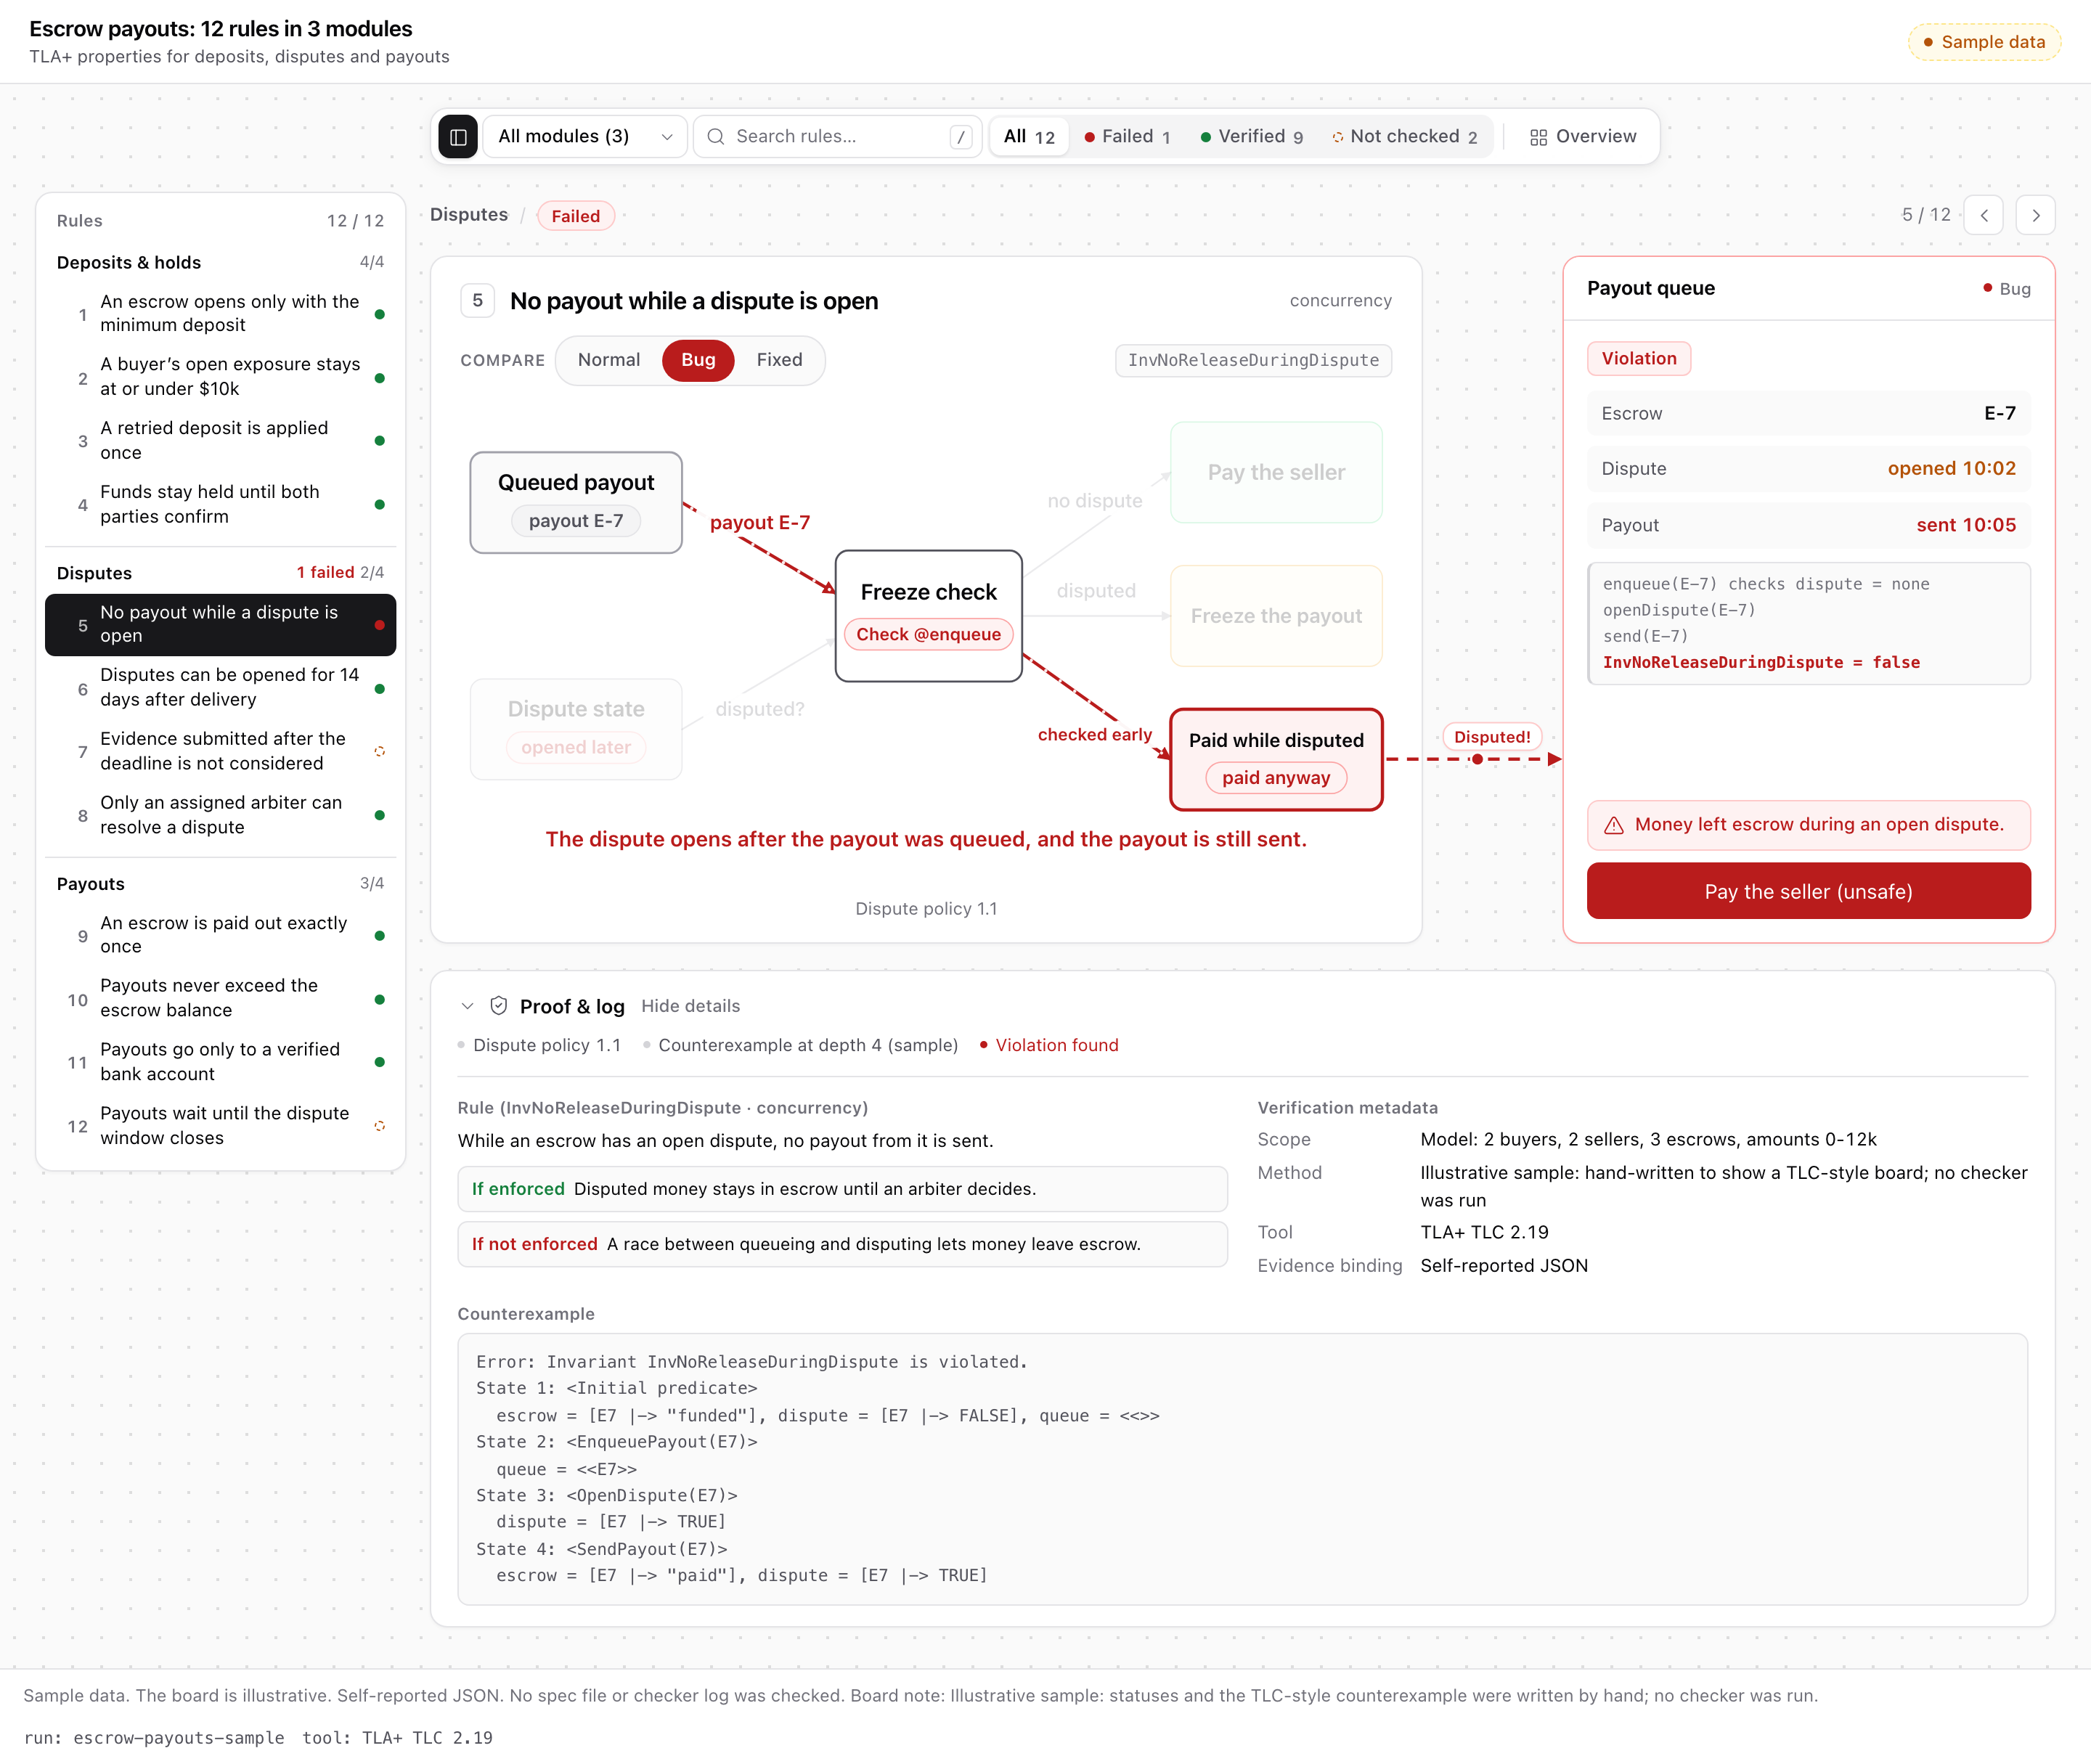 Escrow payouts: 12 rules in 3 modules
TLA+ properties for deposits, disputes and payouts
Sample data
All modules (3)
Search rules...
/
All 12
Failed 1
Verified 9
Not checked 2
Overview
Rules 12 / 12
Deposits & holds 4/4
1 An escrow opens only with the
minimum deposit
2 A buyer’s open exposure stays
at or under $10k
3 A retried deposit is applied
once
4 Funds stay held until both
parties confirm
Disputes 1 failed 2/4
5 No payout while a dispute is
open
6 Disputes can be opened for 14
days after delivery
7 Evidence submitted after the
deadline is not considered
8 Only an assigned arbiter can
resolve a dispute
Payouts 3/4
9 An escrow is paid out exactly
once
10 Payouts never exceed the
escrow balance
11 Payouts go only to a verified
bank account
12 Payouts wait until the dispute
window closes
Disputes / Failed
5 / 12
5 No payout while a dispute is open
concurrency
COMPARE Normal Bug Fixed
InvNoReleaseDuringDispute
Queued payout
payout E-7
payout E-7
Dispute state
opened later
disputed?
Freeze check
Check @enqueue
no dispute
disputed
checked early
Pay the seller
Freeze the payout
Paid while disputed
paid anyway
Disputed!
The dispute opens after the payout was queued, and the payout is still sent.
Dispute policy 1.1
Payout queue
Bug
Violation
Escrow E-7
Dispute opened 10:02
Payout sent 10:05
enqueue(E-7) checks dispute = none
openDispute(E-7)
send(E-7)
InvNoReleaseDuringDispute = false
Money left escrow during an open dispute.
Pay the seller (unsafe)
Proof & log Hide details
Dispute policy 1.1
Counterexample at depth 4 (sample)
Violation found
Rule (InvNoReleaseDuringDispute · concurrency)
While an escrow has an open dispute, no payout from it is sent.
If enforced Disputed money stays in escrow until an arbiter decides.
If not enforced A race between queueing and disputing lets money leave escrow.
Verification metadata
Scope Model: 2 buyers, 2 sellers, 3 escrows, amounts 0-12k
Method Illustrative sample: hand-written to show a TLC-style board; no checker
was run
Tool TLA+ TLC 2.19
Evidence binding Self-reported JSON
Counterexample
Error: Invariant InvNoReleaseDuringDispute is violated.
State 1: <Initial predicate>
escrow = [E7 |-> "funded"], dispute = [E7 |-> FALSE], queue = <<>>
State 2: <EnqueuePayout(E7)>
queue = <<E7>>
State 3: <OpenDispute(E7)>
dispute = [E7 |-> TRUE]
State 4: <SendPayout(E7)>
escrow = [E7 |-> "paid"], dispute = [E7 |-> TRUE]
Sample data. The board is illustrative. Self-reported JSON. No spec file or checker log was checked. Board note: Illustrative sample: statuses and the TLC-style counterexample were written by hand; no checker was run.
run: escrow-payouts-sample tool: TLA+ TLC 2.19